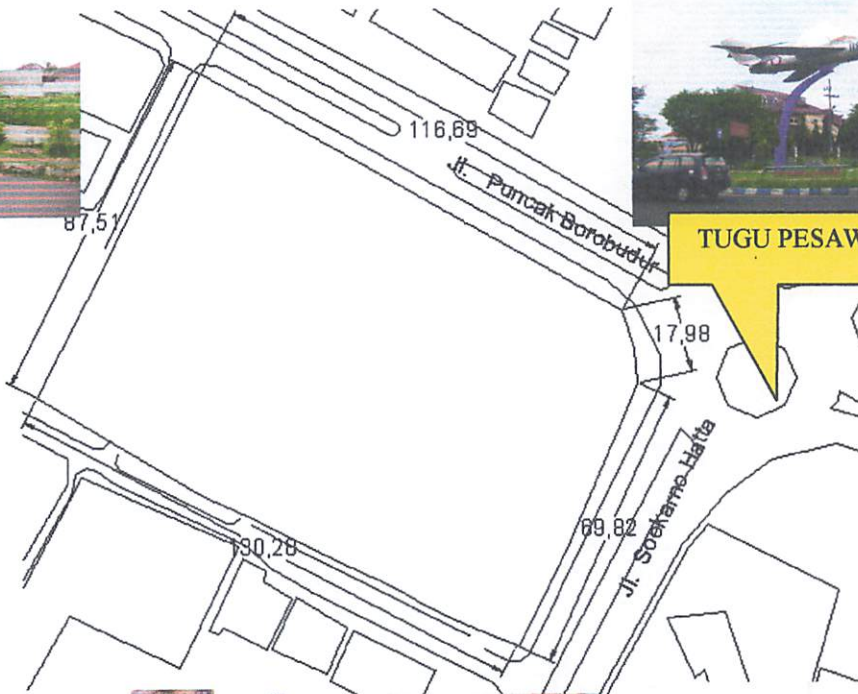 116,69
Jl. Puncak Borobudur
87,51
TUGU PESAW
17,98
69,82
Jl. Soekarno Hatta
130,28